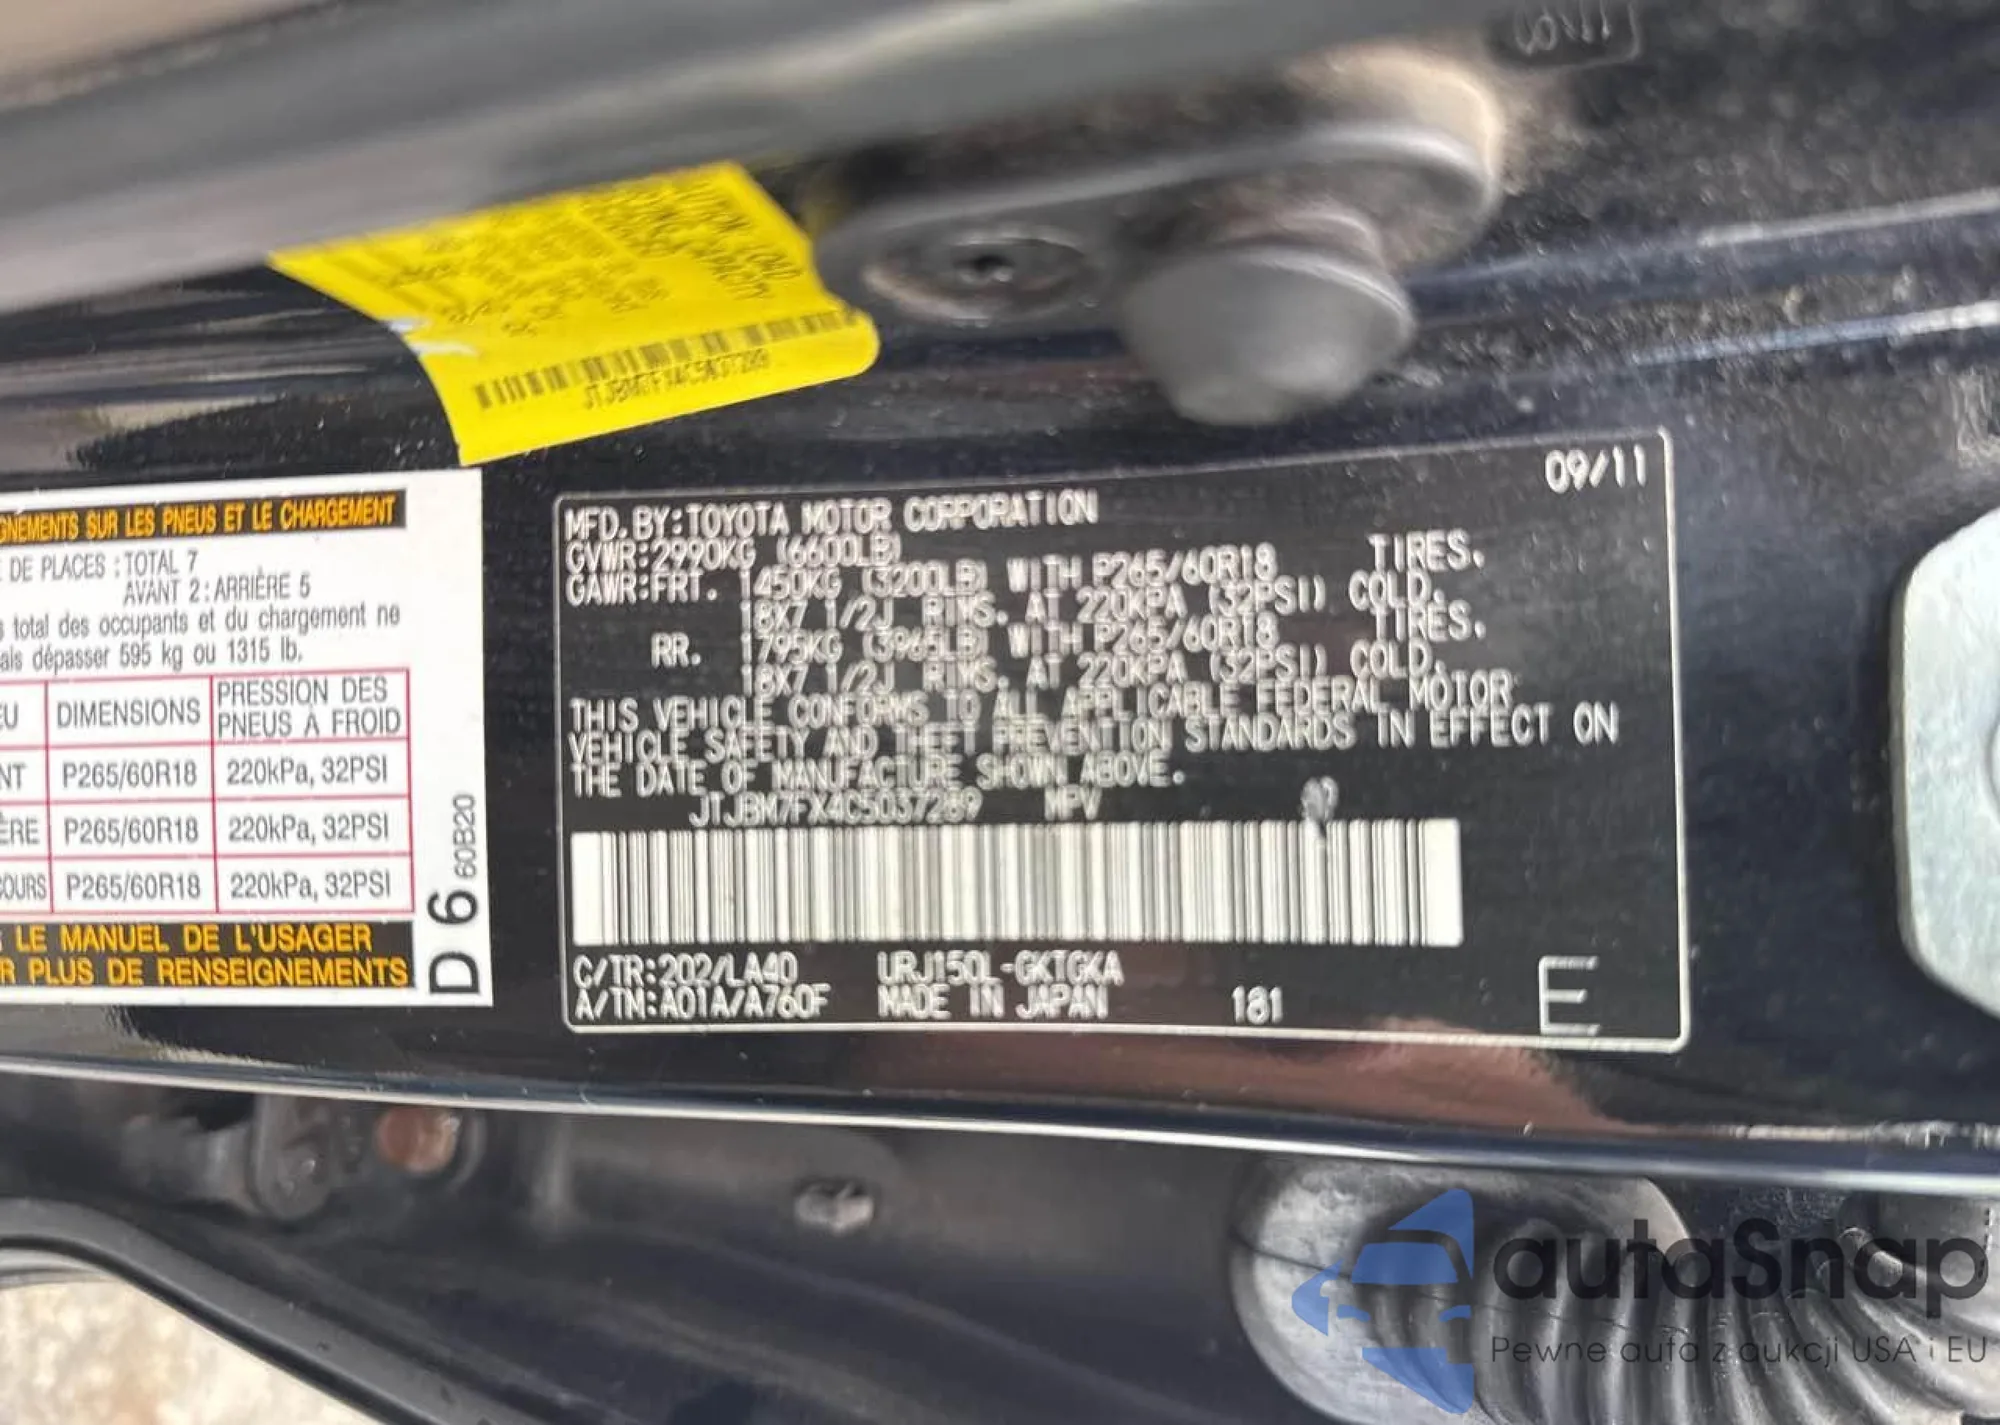 JTJBM7FX4C5037289
GNEMENTS SUR LES PNEUS ET LE CHARGEMENT
DE PLACES : TOTAL 7
AVANT 2: ARRIÈRE 5
total des occupants et du chargement ne
ais dépasser 595 kg ou 1315 lb.
DIMENSIONS
PRESSION DES
PNEUS À FROID
NT P265/60R18 220kPa, 32PSI
ÈRE P265/60R18 220kPa, 32PSI
COURS P265/60R18 220kPa, 32PSI
LE MANUEL DE L'USAGER
R PLUS DE RENSEIGNEMENTS
D 6 60B20
09/11
MFD.BY:TOYOTA MOTOR CORPORATION
GVWR:2990KG (6600LB)
GAWR:FRT. 1450KG (3200LB) WITH P265/60R18 TIRES.
18X7 1/2J RIMS. AT 220KPA (32PSI) COLD.
RR. 1795KG (3965LB) WITH P265/60R18 TIRES.
18X7 1/2J RIMS. AT 220KPA (32PSI) COLD.
THIS VEHICLE CONFORMS TO ALL APPLICABLE FEDERAL MOTOR
VEHICLE SAFETY AND THEFT PREVENTION STANDARDS IN EFFECT ON
THE DATE OF MANUFACTURE SHOWN ABOVE.
JTJBM7FX4C5037289 MPV
C/TR:202/LA40 URJ150L-GKTGKA
A/TN:A01A/A760F MADE IN JAPAN 181
E
autaSnap
Pewne auta z aukcji USA i EU